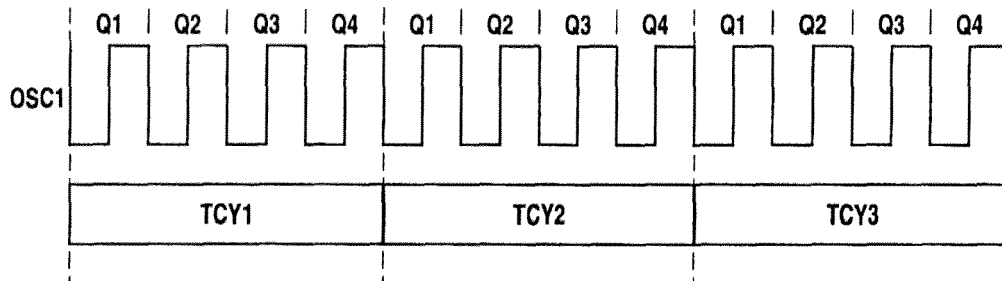 Q1 Q2 Q3 Q4 Q1 Q2 Q3 Q4 Q1 Q2 Q3 Q4
OSC1
TCY1 TCY2 TCY3